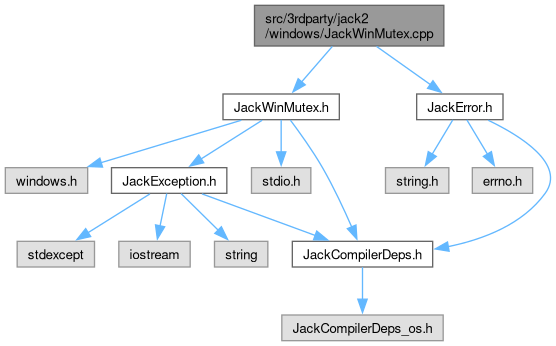 src/3rdparty/jack2
/windows/JackWinMutex.cpp
JackWinMutex.h
JackError.h
windows.h
JackException.h
stdio.h
string.h
errno.h
stdexcept
iostream
string
JackCompilerDeps.h
JackCompilerDeps_os.h